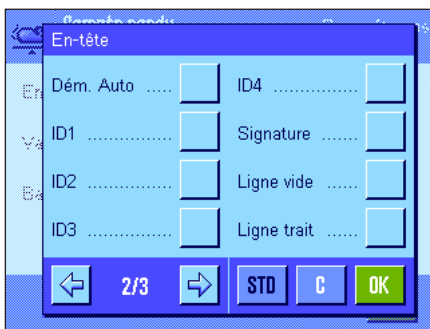 En-tête
Dém. Auto .....
ID1 ...............
ID2 ...............
ID3 ...............
ID4 ...............
Signature .......
Ligne vide ......
Ligne trait ......
2/3
STD
C
OK